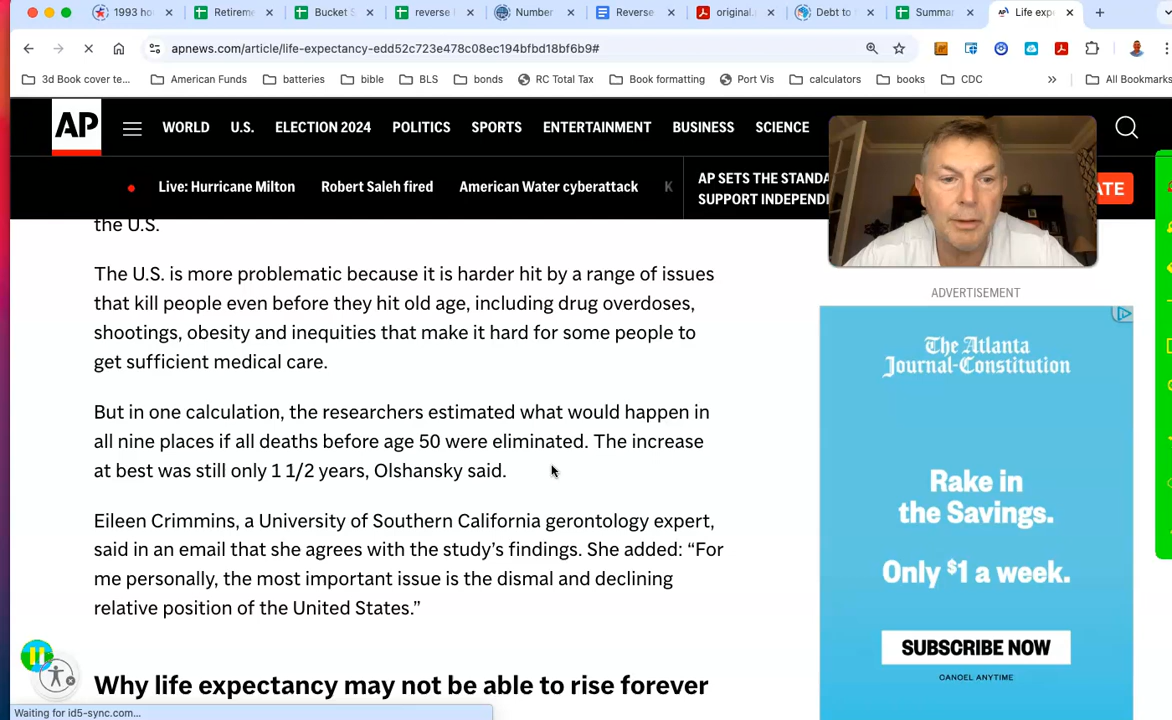 1993 ho
Retireme
Bucket S
reverse
Number
Reverse
original.
Debt to
Summar
Life exp
apnews.com/article/life-expectancy-edd52c723e478c08ec194bfbd18bf6b9#
3d Book cover te...
American Funds
batteries
bible
BLS
bonds
RC Total Tax
Book formatting
Port Vis
calculators
books
CDC
»
All Bookmarks
AP
WORLD
U.S.
ELECTION 2024
POLITICS
SPORTS
ENTERTAINMENT
BUSINESS
SCIENCE
Live: Hurricane Milton
Robert Saleh fired
American Water cyberattack
K
AP SETS THE STANDA
SUPPORT INDEPENDI
ATE
the U.S.
The U.S. is more problematic because it is harder hit by a range of issues
that kill people even before they hit old age, including drug overdoses,
shootings, obesity and inequities that make it hard for some people to
get sufficient medical care.
But in one calculation, the researchers estimated what would happen in
all nine places if all deaths before age 50 were eliminated. The increase
at best was still only 1 1/2 years, Olshansky said.
Eileen Crimmins, a University of Southern California gerontology expert,
said in an email that she agrees with the study’s findings. She added: “For
me personally, the most important issue is the dismal and declining
relative position of the United States.”
Why life expectancy may not be able to rise forever
ADVERTISEMENT
The Atlanta
Journal-Constitution
Rake in
the Savings.
Only $1 a week.
SUBSCRIBE NOW
CANCEL ANYTIME
Waiting for id5-sync.com...